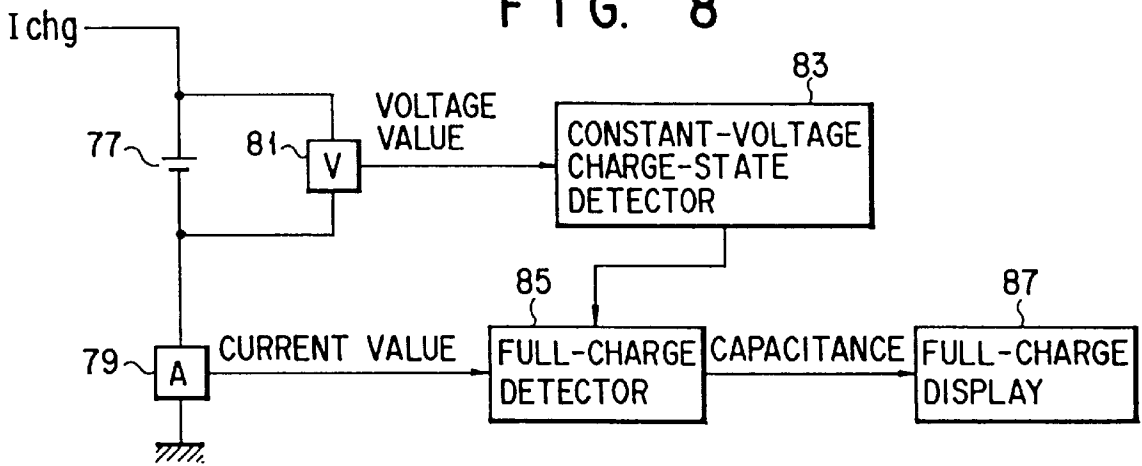 FIG. 8
Ichg
83
VOLTAGE
VALUE
CONSTANT-VOLTAGE
CHARGE-STATE
DETECTOR
77
81
V
85
87
79
A
CURRENT VALUE
FULL-CHARGE
DETECTOR
CAPACITANCE
FULL-CHARGE
DISPLAY